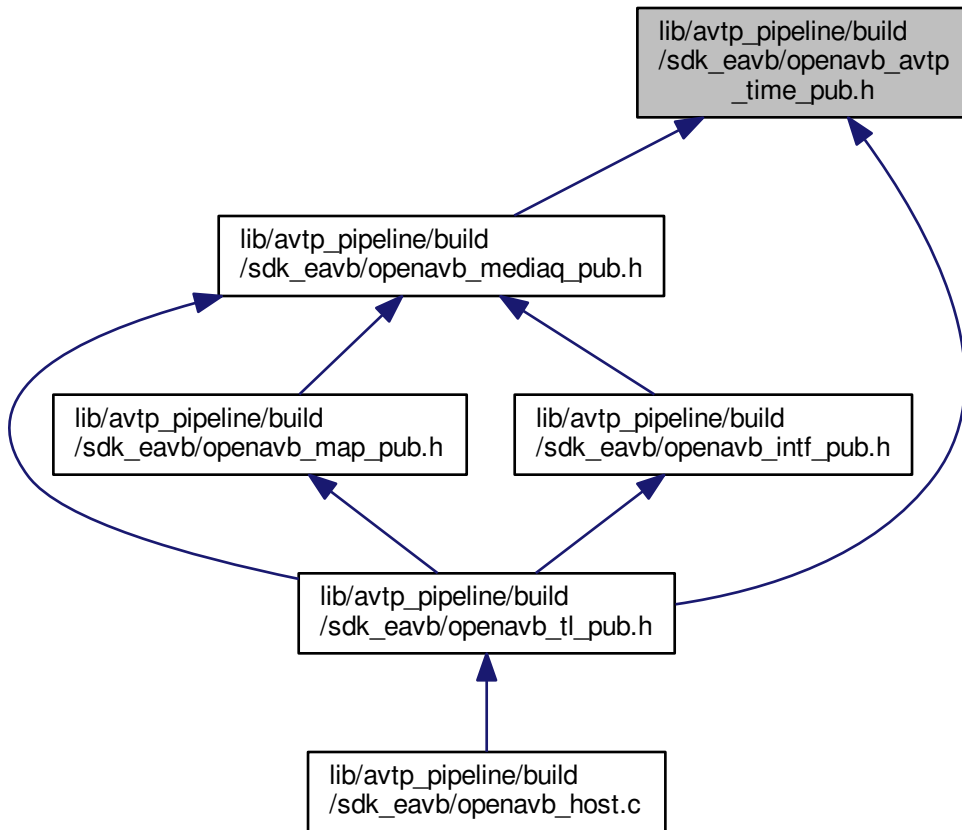 lib/avtp_pipeline/build
/sdk_eavb/openavb_avtp
_time_pub.h
lib/avtp_pipeline/build
/sdk_eavb/openavb_mediaq_pub.h
lib/avtp_pipeline/build
/sdk_eavb/openavb_map_pub.h
lib/avtp_pipeline/build
/sdk_eavb/openavb_intf_pub.h
lib/avtp_pipeline/build
/sdk_eavb/openavb_tl_pub.h
lib/avtp_pipeline/build
/sdk_eavb/openavb_host.c